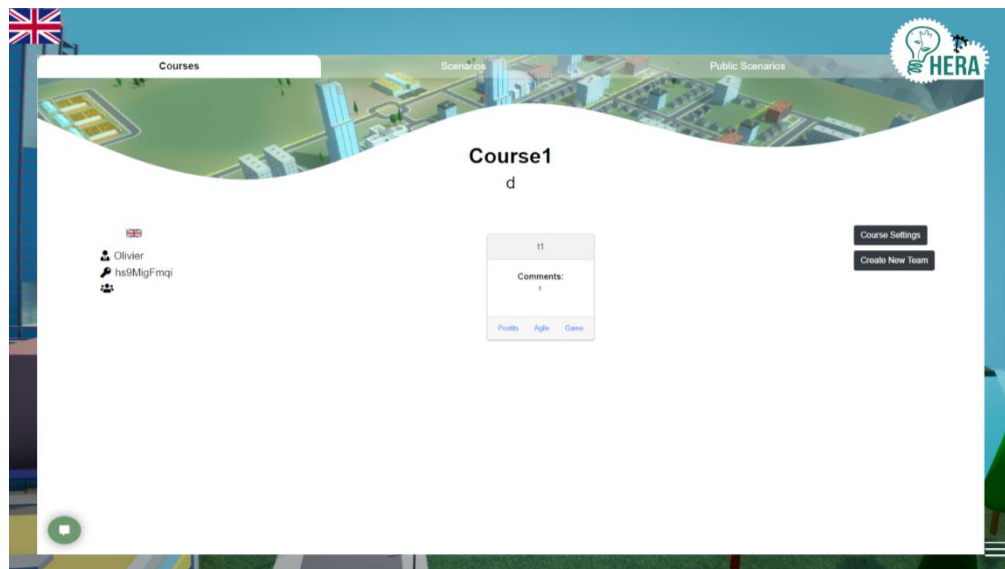 HERA
Courses
Scenarios
Public Scenarios
Course1
d
Olivier
hs9MigFmqi
t1
Comments:
t
Postits
Agile
Game
Course Settings
Create New Team